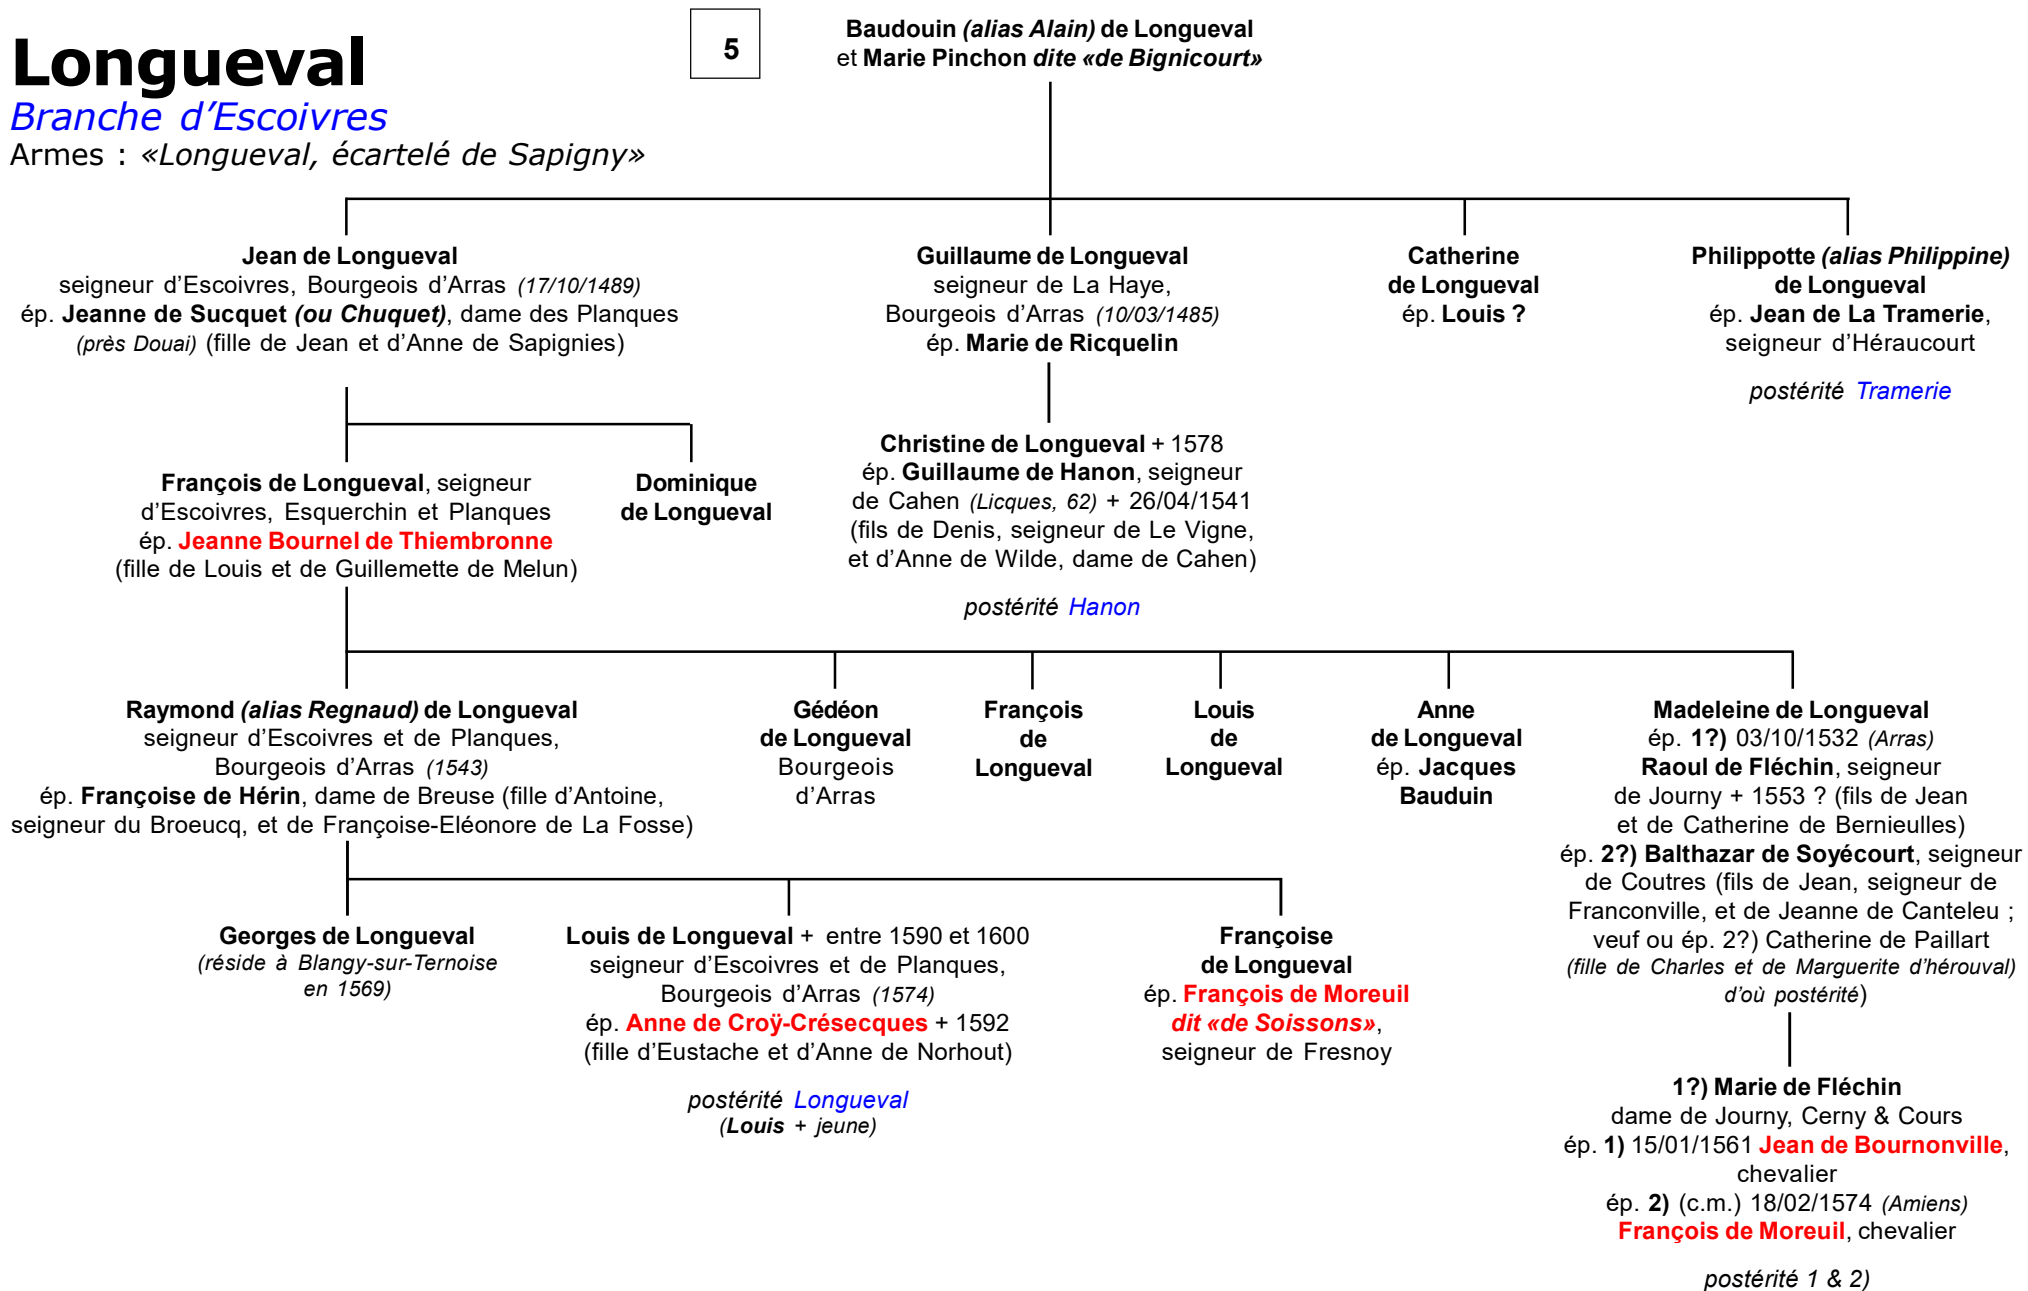 Longueval
Branche d’Escoivres
Armes : «Longueval, écartelé de Sapigny»
5
Baudouin (alias Alain) de Longueval
et Marie Pinchon dite «de Bignicourt»
Jean de Longueval
seigneur d’Escoivres, Bourgeois d’Arras (17/10/1489)
ép. Jeanne de Sucquet (ou Chuquet), dame des Planques
(près Douai) (fille de Jean et d’Anne de Sapignies)
Guillaume de Longueval
seigneur de La Haye,
Bourgeois d’Arras (10/03/1485)
ép. Marie de Ricquelin
Catherine
de Longueval
ép. Louis ?
Philippotte (alias Philippine)
de Longueval
ép. Jean de La Tramerie,
seigneur d’Héraucourt
postérité Tramerie
François de Longueval, seigneur
d’Escoivres, Esquerchin et Planques
ép. Jeanne Bournel de Thiembronne
(fille de Louis et de Guillemette de Melun)
Dominique
de Longueval
Christine de Longueval + 1578
ép. Guillaume de Hanon, seigneur
de Cahen (Licques, 62) + 26/04/1541
(fils de Denis, seigneur de Le Vigne,
et d’Anne de Wilde, dame de Cahen)
postérité Hanon
Raymond (alias Regnaud) de Longueval
seigneur d’Escoivres et de Planques,
Bourgeois d’Arras (1543)
ép. Françoise de Hérin, dame de Breuse (fille d’Antoine,
seigneur du Broeucq, et de Françoise-Eléonore de La Fosse)
Gédéon
de Longueval
Bourgeois
d’Arras
François
de
Longueval
Louis
de
Longueval
Anne
de Longueval
ép. Jacques
Bauduin
Madeleine de Longueval
ép. 1?) 03/10/1532 (Arras)
Raoul de Fléchin, seigneur
de Journy + 1553 ? (fils de Jean
et de Catherine de Bernieulles)
ép. 2?) Balthazar de Soyécourt, seigneur
de Coutres (fils de Jean, seigneur de
Franconville, et de Jeanne de Canteleu ;
veuf ou ép. 2?) Catherine de Paillart
(fille de Charles et de Marguerite d’hérouval)
d’où postérité)
Georges de Longueval
(réside à Blangy-sur-Ternoise
en 1569)
Louis de Longueval + entre 1590 et 1600
seigneur d’Escoivres et de Planques,
Bourgeois d’Arras (1574)
ép. Anne de Croÿ-Crésecques + 1592
(fille d’Eustache et d’Anne de Norhout)
postérité Longueval
(Louis + jeune)
Françoise
de Longueval
ép. François de Moreuil
dit «de Soissons»,
seigneur de Fresnoy
1?) Marie de Fléchin
dame de Journy, Cerny & Cours
ép. 1) 15/01/1561 Jean de Bournonville,
chevalier
ép. 2) (c.m.) 18/02/1574 (Amiens)
François de Moreuil, chevalier
postérité 1 & 2)